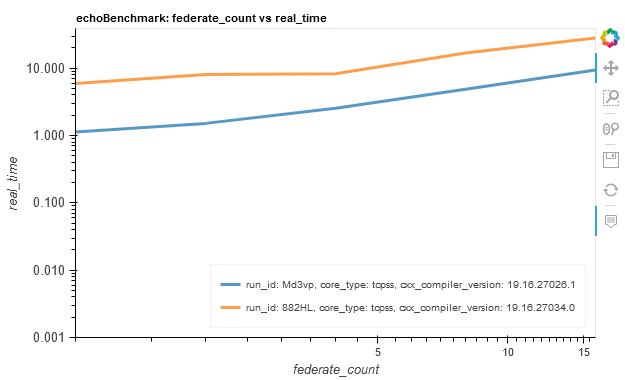 echoBenchmark: federate_count vs real_time
10.000
1.000
0.100
0.010
0.001
real_time
run_id: Md3vp, core_type: tcpss, cxx_compiler_version: 19.16.27026.1
run_id: 882HL, core_type: tcpss, cxx_compiler_version: 19.16.27034.0
5
10
15
federate_count